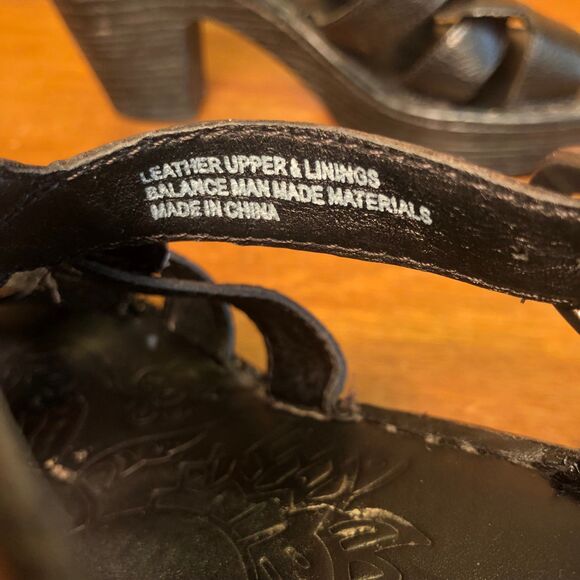 LEATHER UPPER & LININGS
BALANCE MAN MADE MATERIALS
MADE IN CHINA